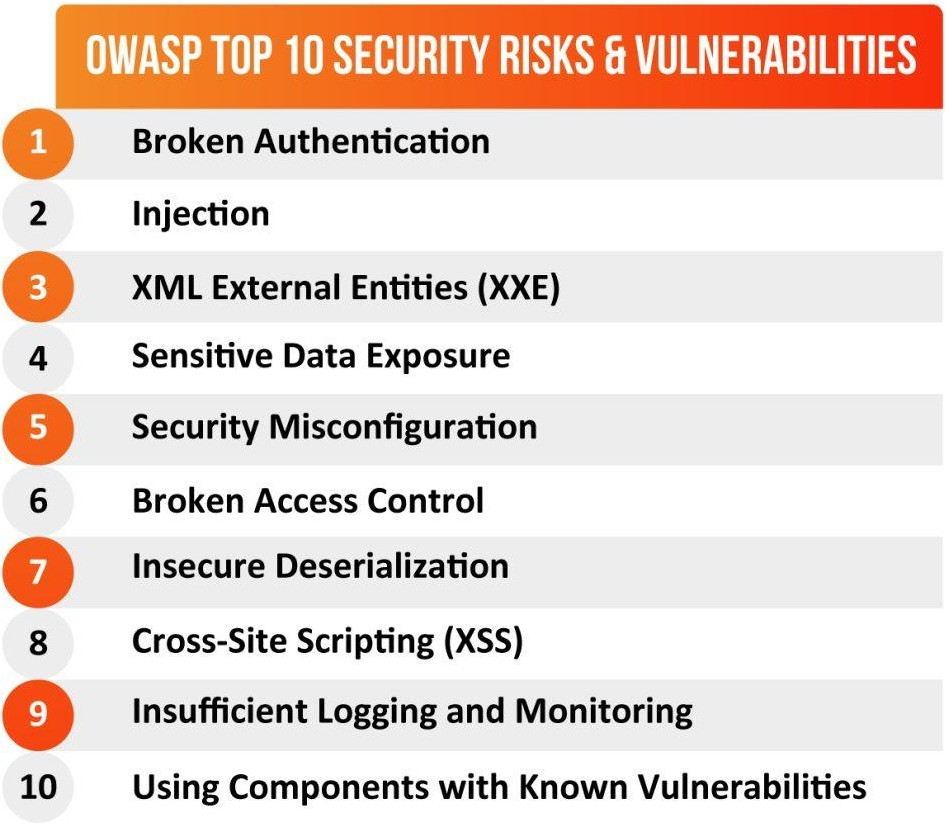 OWASP TOP 10 SECURITY RISKS & VULNERABILITIES
1 Broken Authentication
2 Injection
3 XML External Entities (XXE)
4 Sensitive Data Exposure
5 Security Misconfiguration
6 Broken Access Control
7 Insecure Deserialization
8 Cross-Site Scripting (XSS)
9 Insufficient Logging and Monitoring
10 Using Components with Known Vulnerabilities